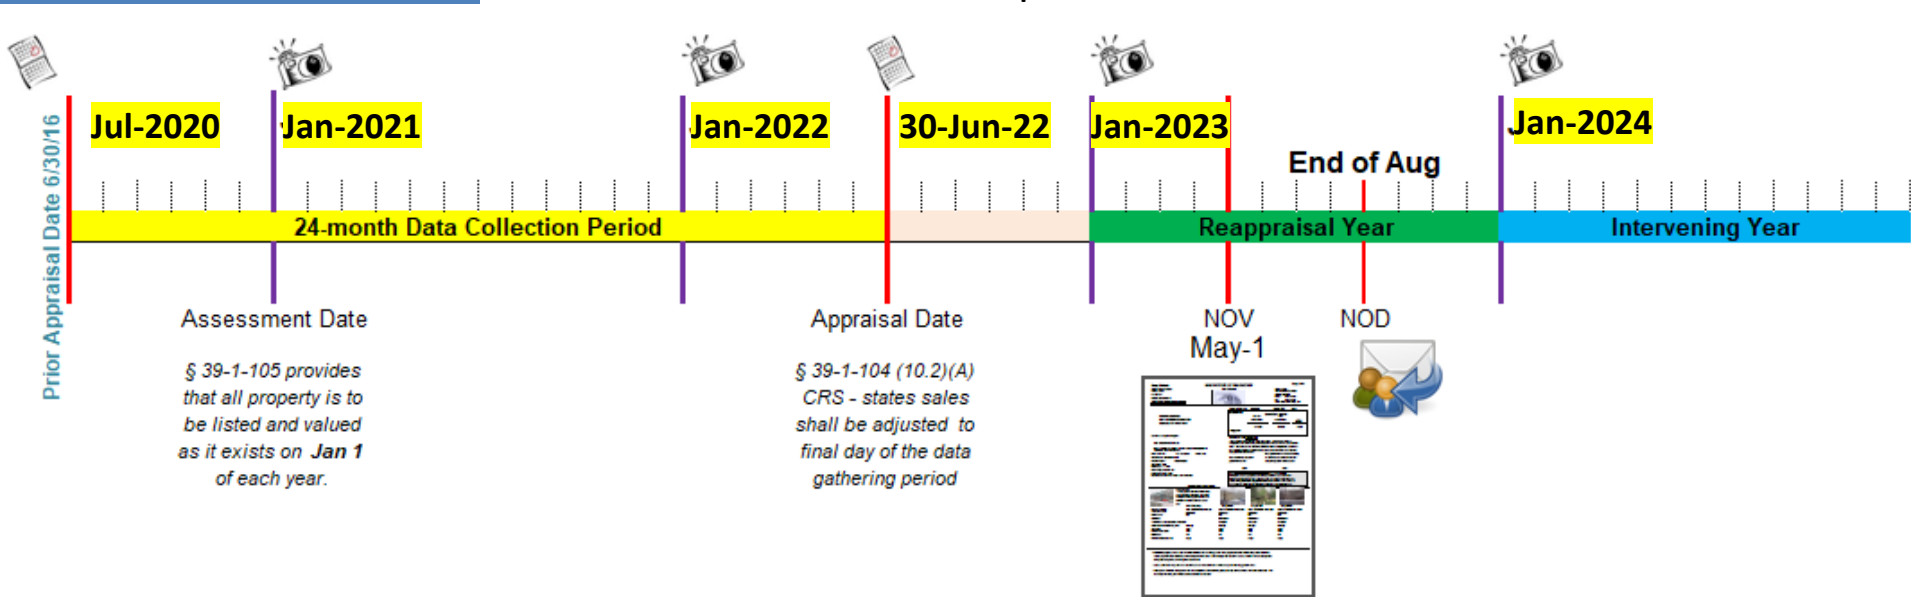 Prior Appraisal Date 6/30/16
Jul-2020
Jan-2021
Jan-2022
30-Jun-22
Jan-2023
Jan-2024
End of Aug
24-month Data Collection Period
Reappraisal Year
Intervening Year
Assessment Date
§ 39-1-105 provides
that all property is to
be listed and valued
as it exists on Jan 1
of each year.
Appraisal Date
§ 39-1-104 (10.2)(A)
CRS - states sales
shall be adjusted to
final day of the data
gathering period
NOV
May-1
NOD